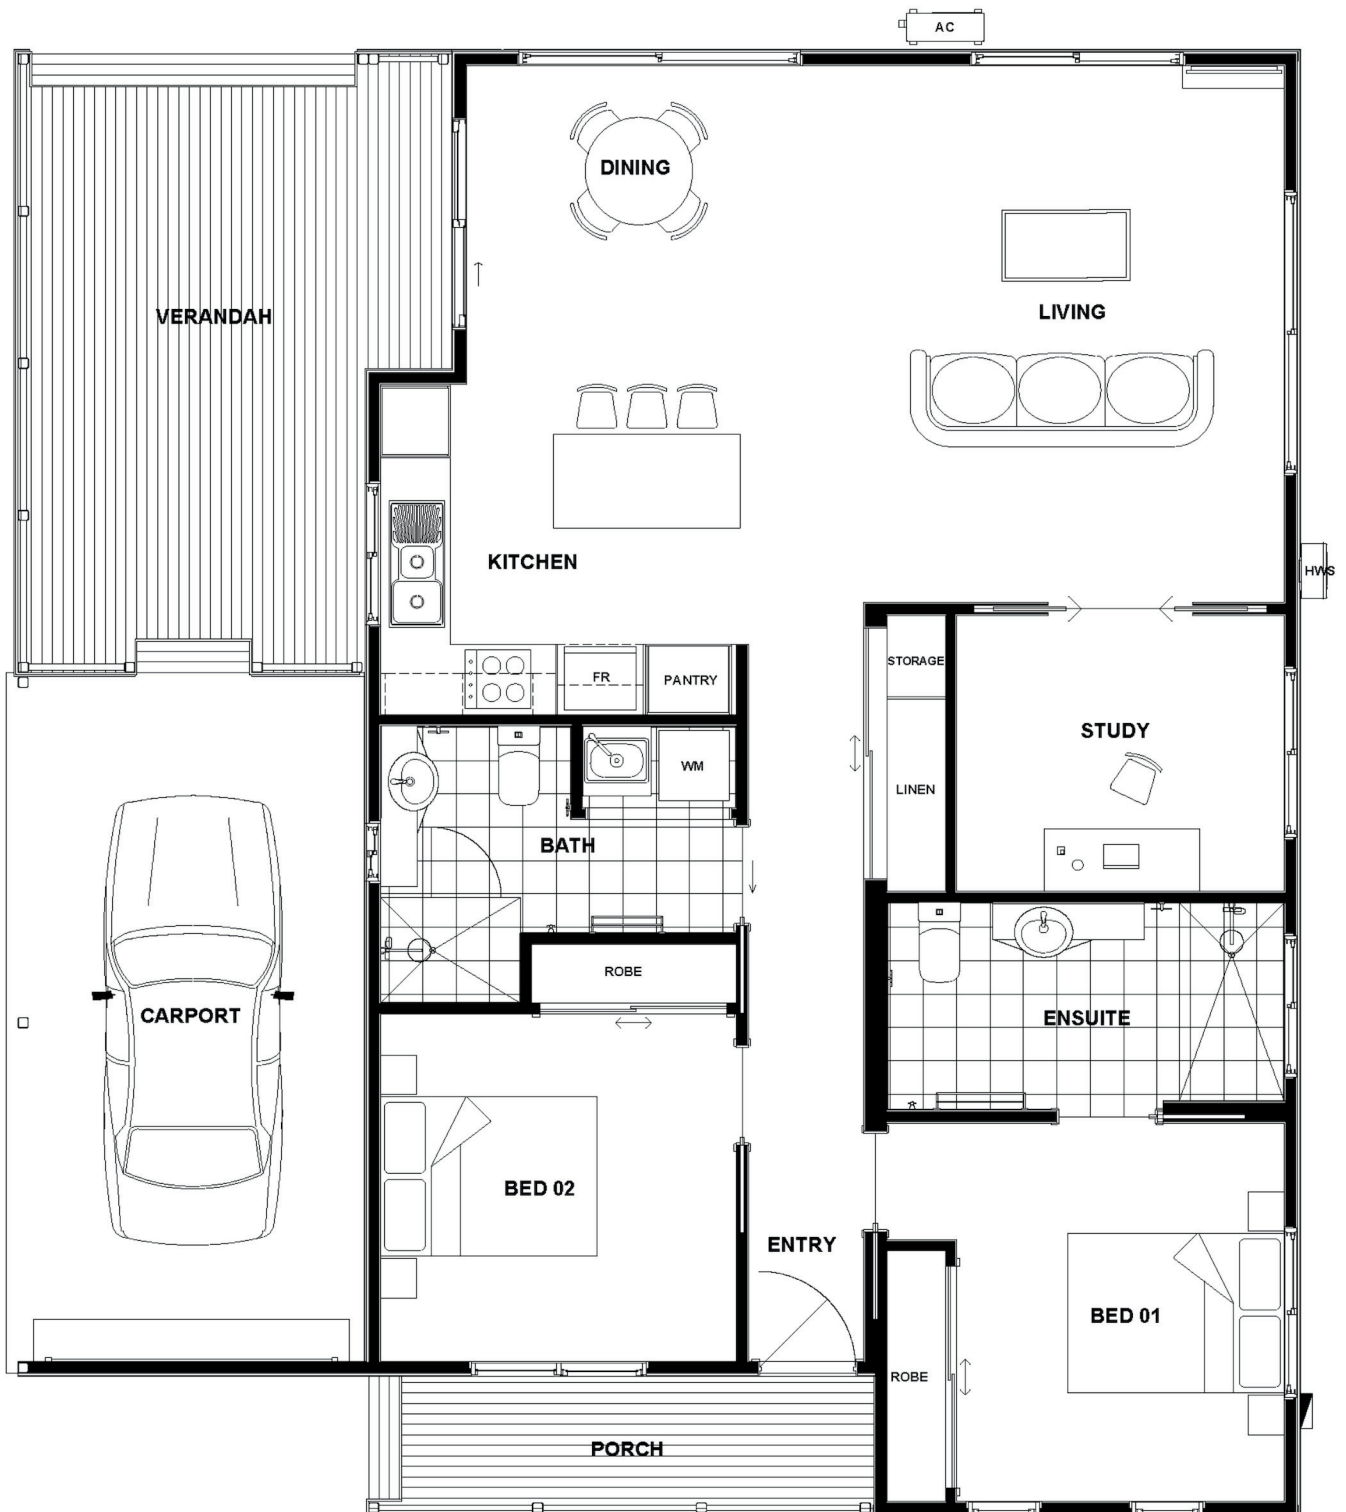 AC
DINING
VERANDAH
LIVING
KITCHEN
HWS
STORAGE
FR
PANTRY
STUDY
WM
LINEN
BATH
ROBE
CARPORT
ENSUITE
BED 02
ENTRY
BED 01
ROBE
PORCH